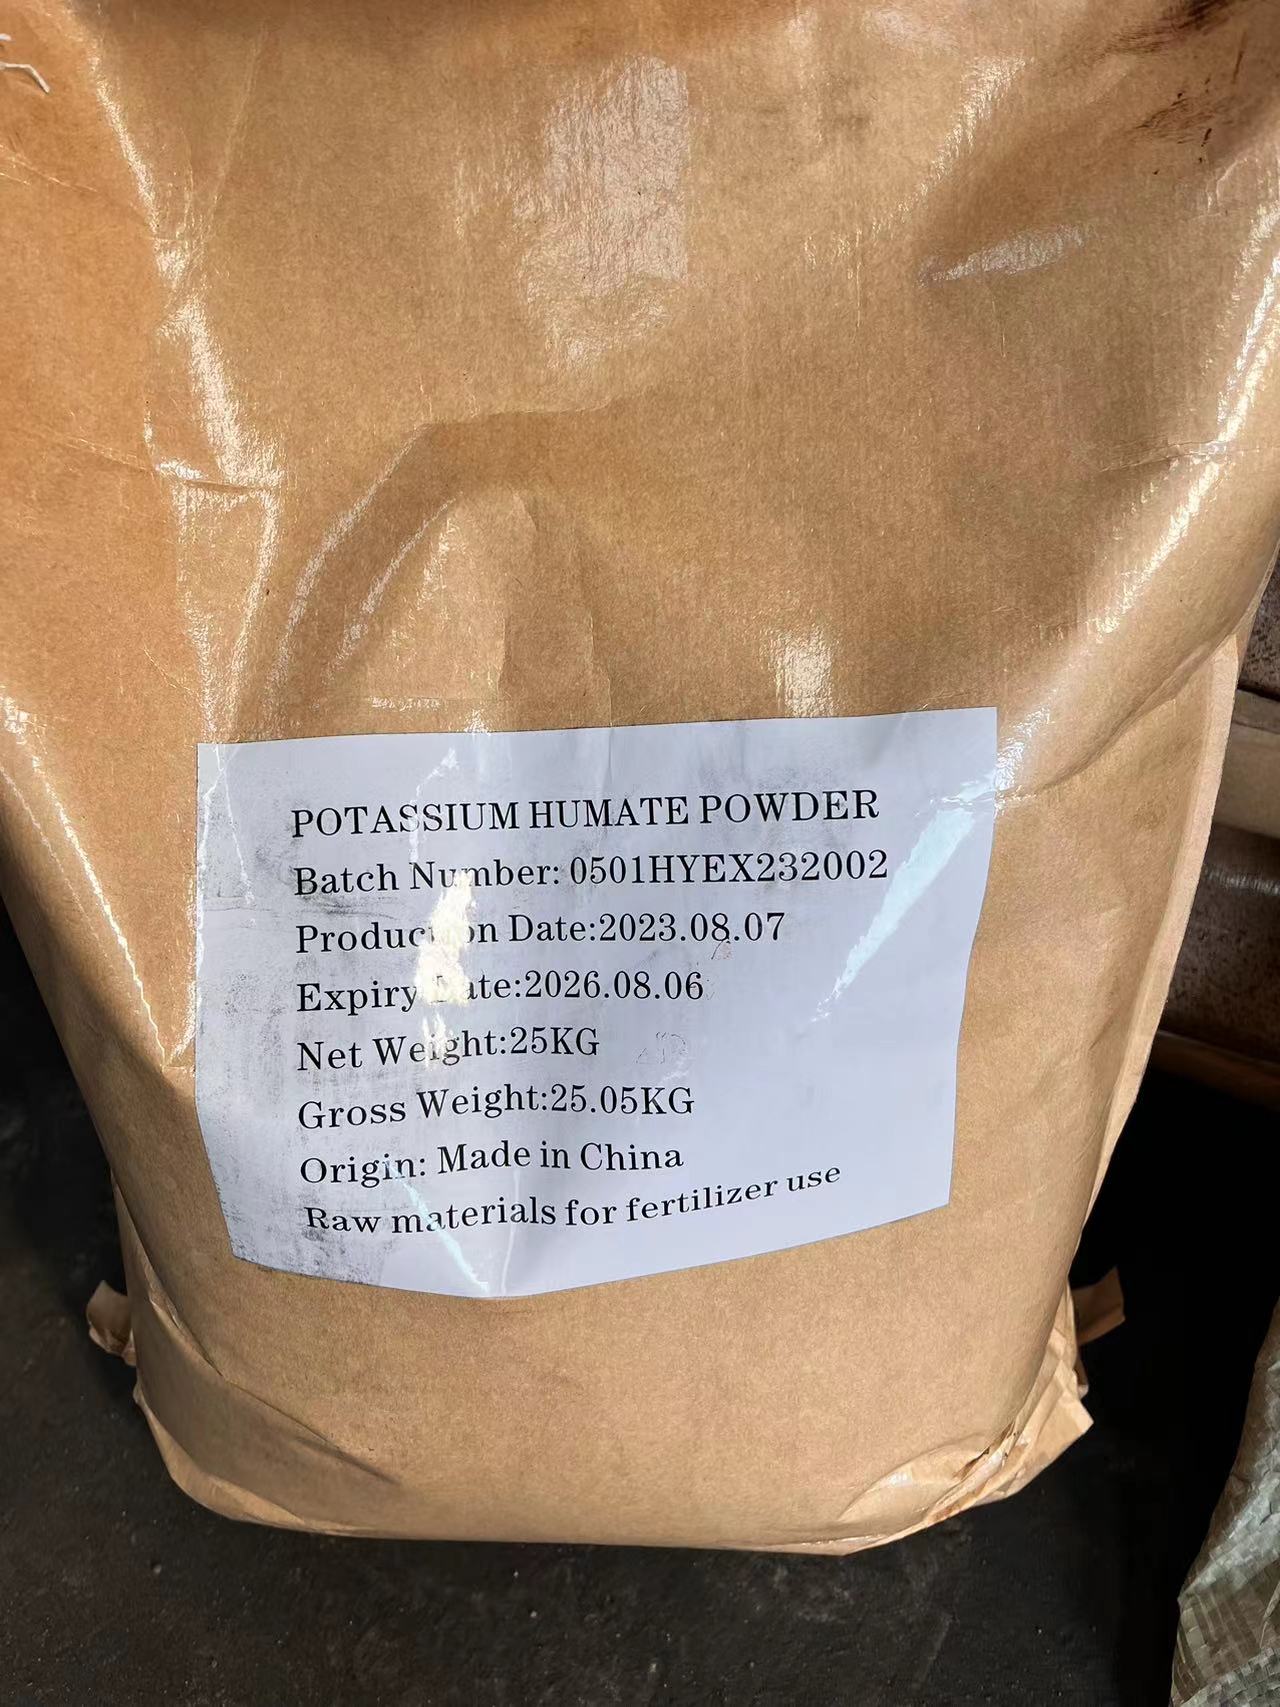 POTASSIUM HUMATE POWDER
Batch Number: 0501HYEX232002
Production Date:2023.08.07
Expiry Date:2026.08.06
Net Weight:25KG
Gross Weight:25.05KG
Origin: Made in China
Raw materials for fertilizer use